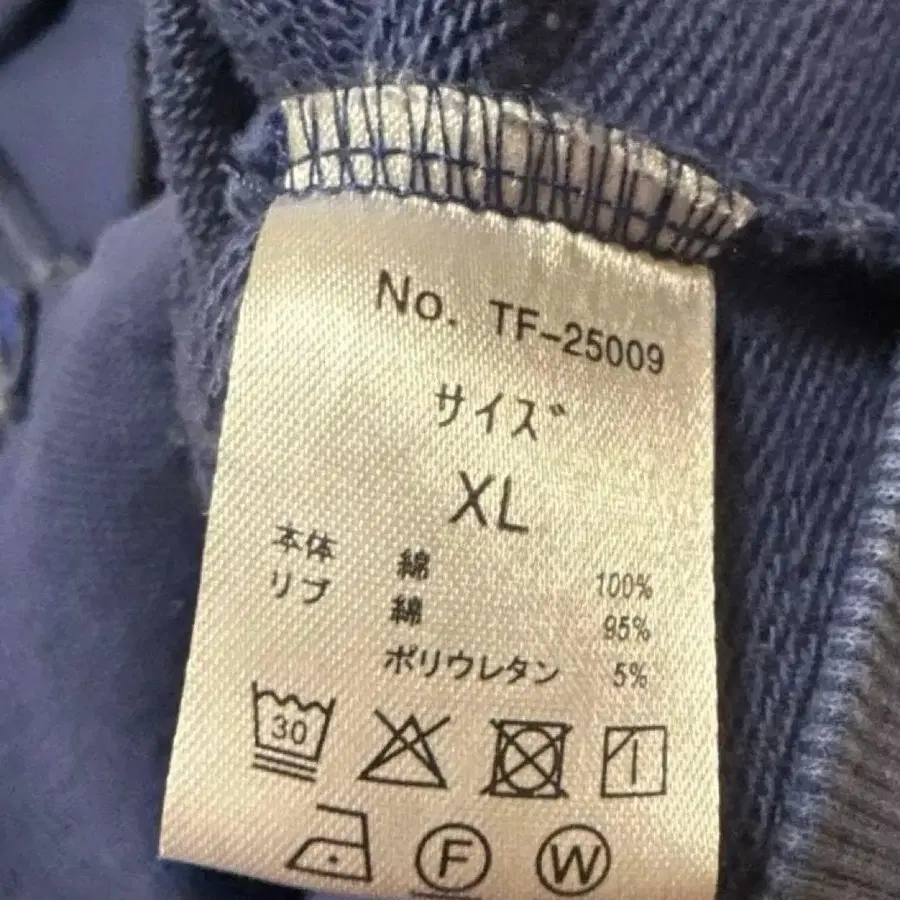 No. TF-25009
サイズ
XL
本体 綿 100%
リブ 綿 95%
ポリウレタン 5%
30
F W